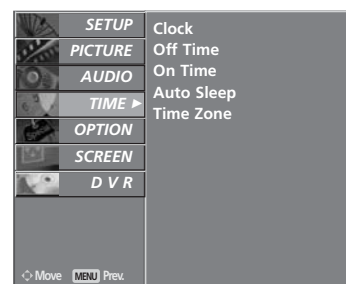 SETUP
PICTURE
AUDIO
TIME ►
OPTION
SCREEN
D V R
Clock
Off Time
On Time
Auto Sleep
Time Zone
Move MENU Prev.